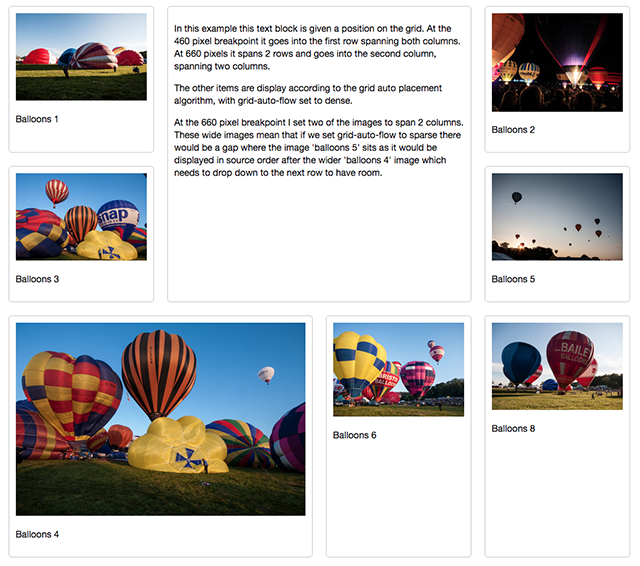 Balloons 1
In this example this text block is given a position on the grid. At the
460 pixel breakpoint it goes into the first row spanning both columns.
At 660 pixels it spans 2 rows and goes into the second column,
spanning two columns.
The other items are display according to the grid auto placement
algorithm, with grid-auto-flow set to dense.
At the 660 pixel breakpoint I set two of the images to span 2 columns.
These wide images mean that if we set grid-auto-flow to sparse there
would be a gap where the image 'balloons 5' sits as it would be
displayed in source order after the wider 'balloons 4' image which
needs to drop down to the next row to have room.
Balloons 2
snap
Balloons 3
Balloons 5
Balloons 4
BRISTO
Balloons 6
BAILE
BALLOO
Balloons 8